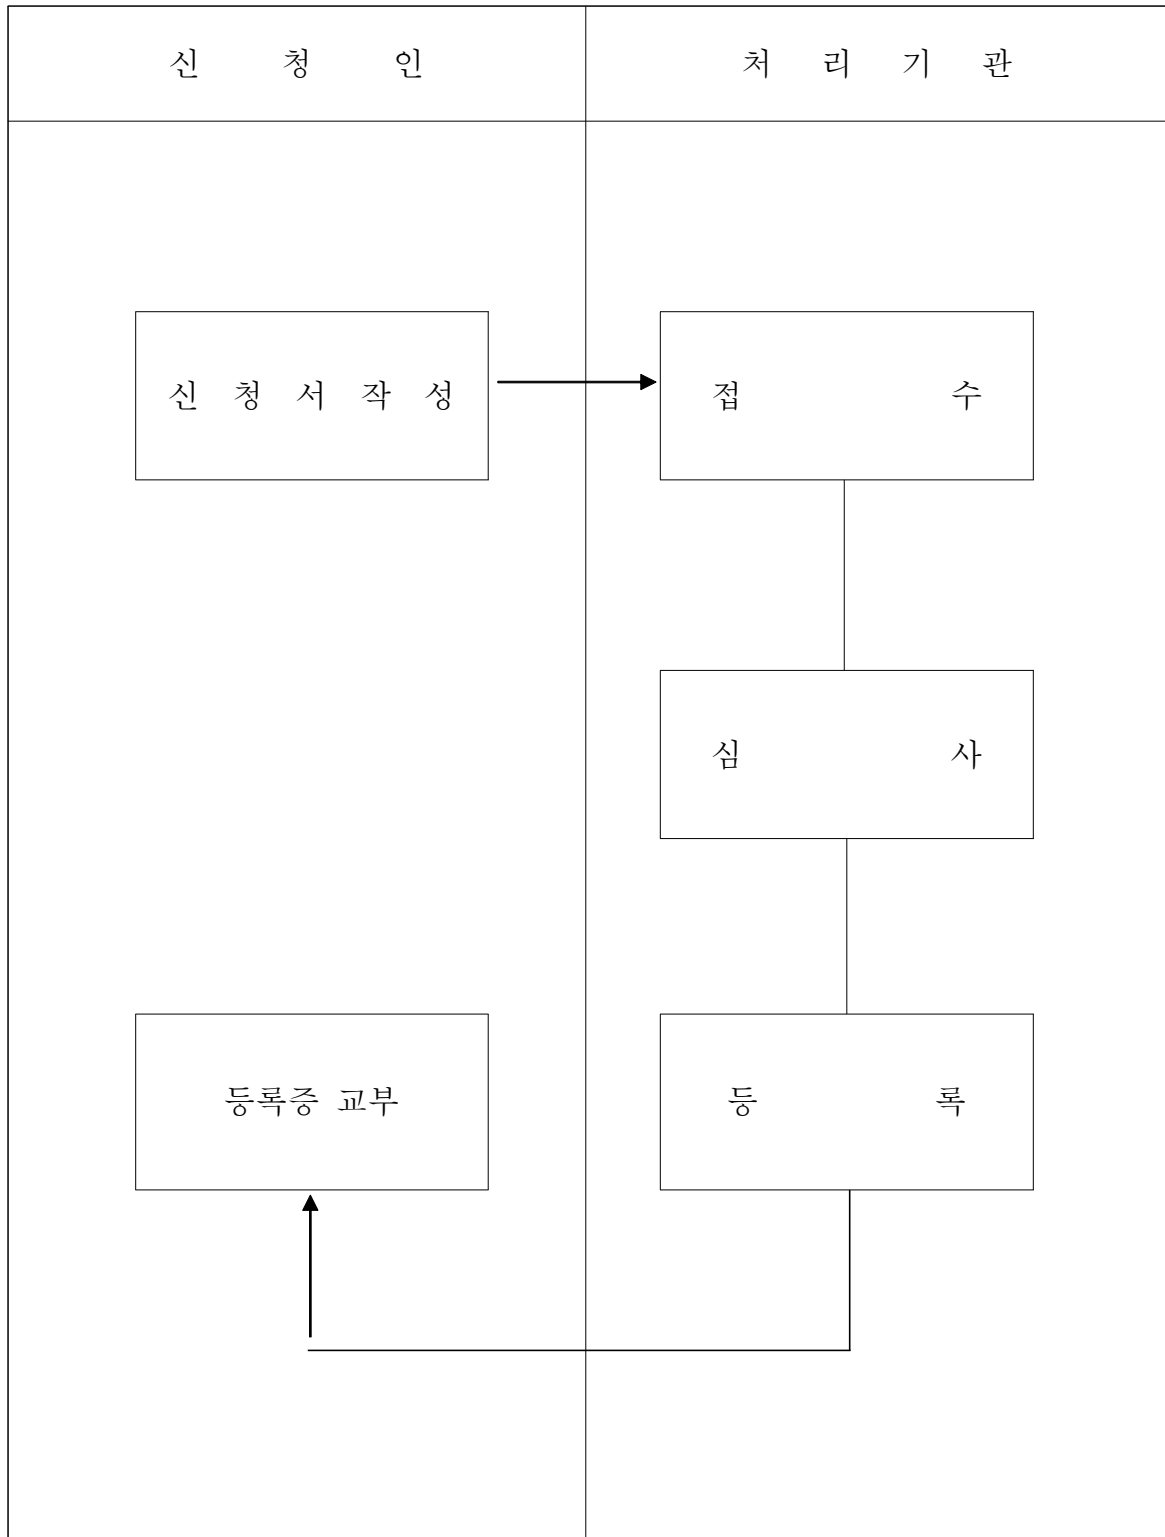 신 청 인 처 리 기 관
신 청 서 작 성 접 수
심 사
등록증 교부 등 록